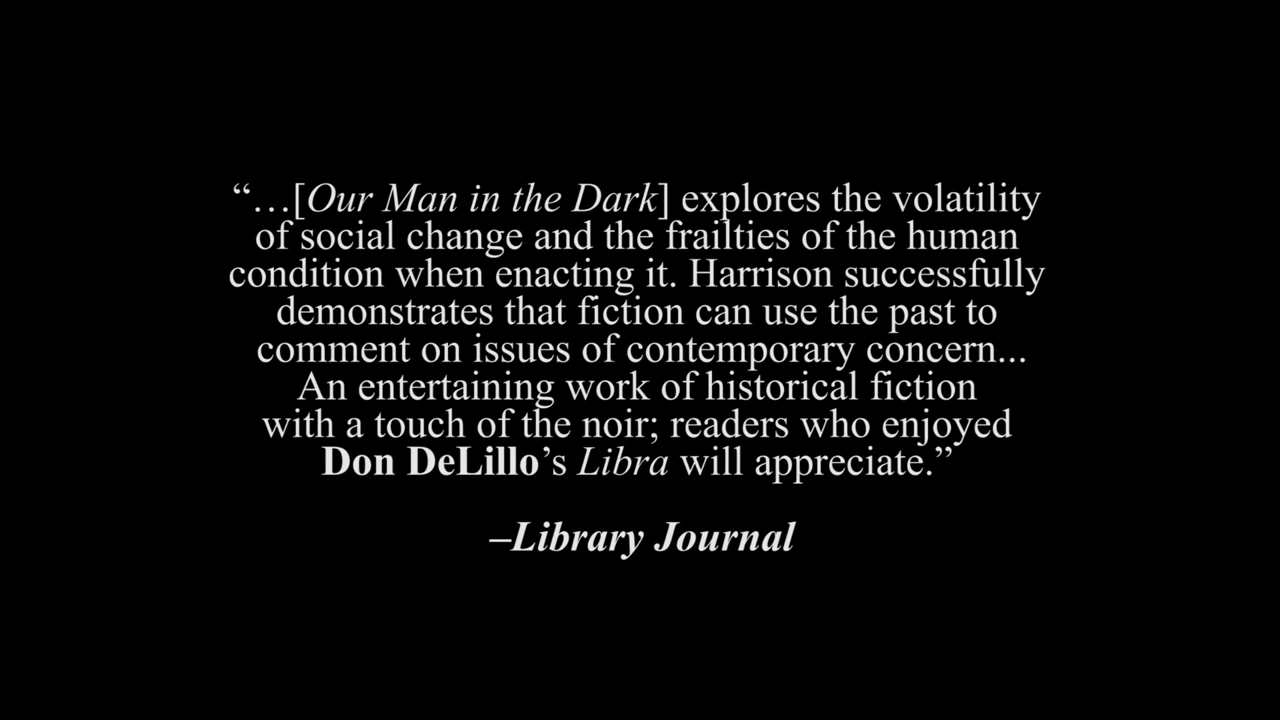 “…[Our Man in the Dark] explores the volatility
of social change and the frailties of the human
condition when enacting it. Harrison successfully
demonstrates that fiction can use the past to
comment on issues of contemporary concern...
An entertaining work of historical fiction
with a touch of the noir; readers who enjoyed
Don DeLillo’s Libra will appreciate.”
–Library Journal